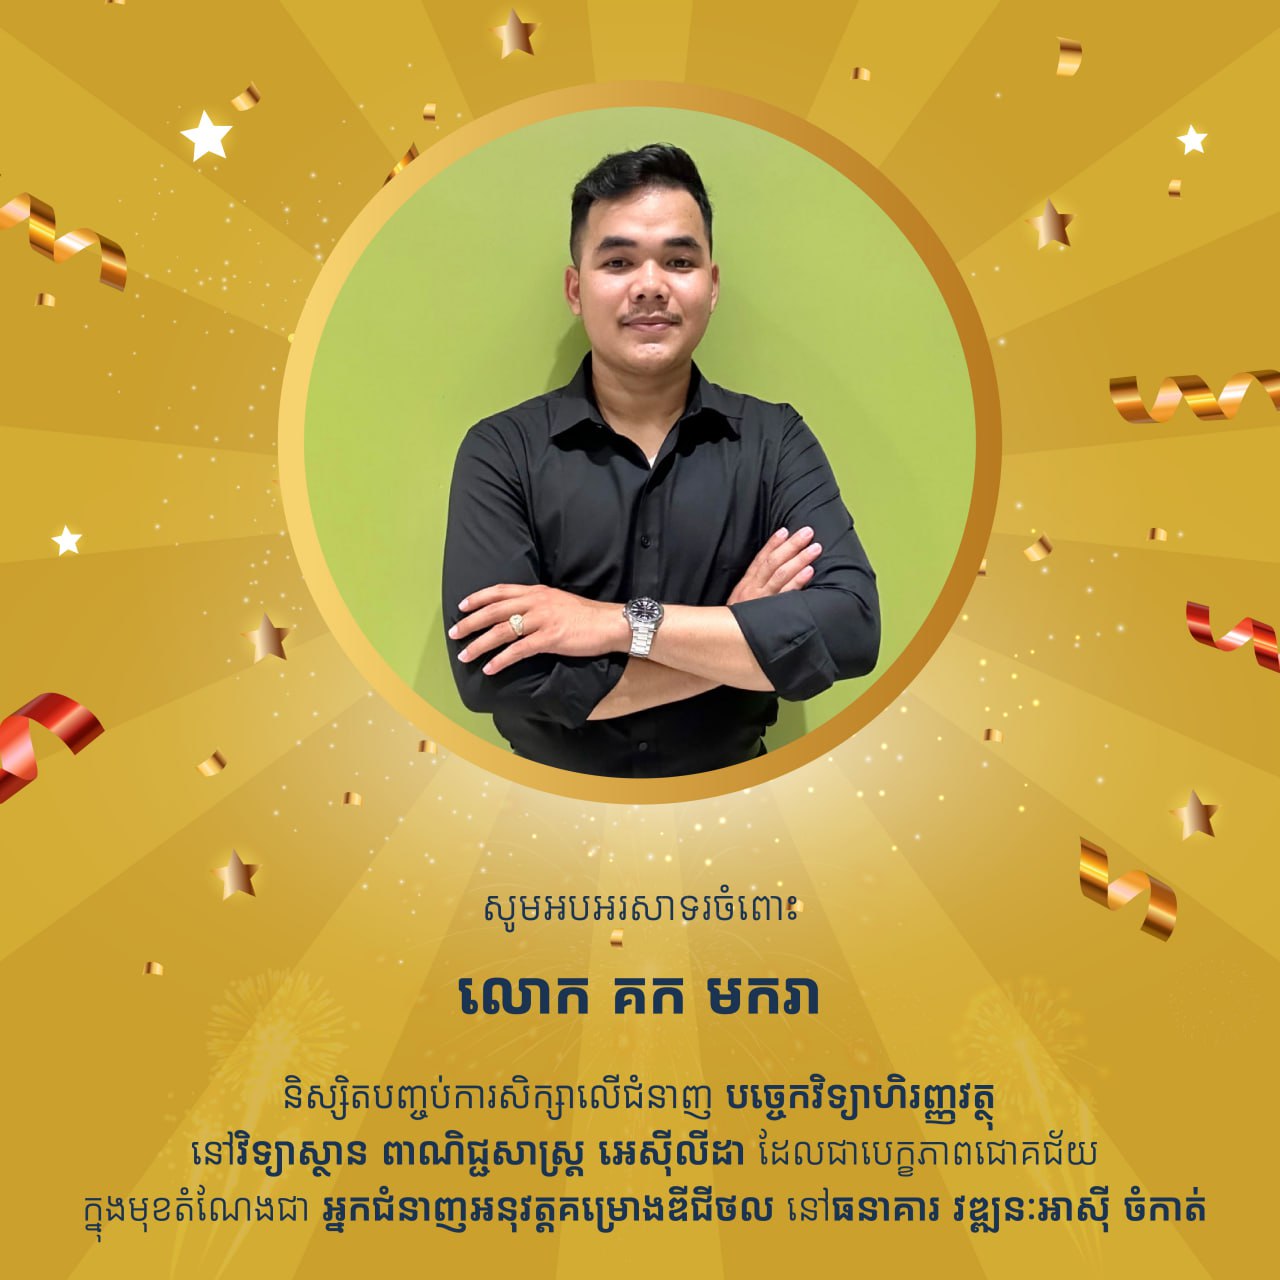 សូមអបអរសាទរចំពោះ
លោក គក មករា
និស្សិតបញ្ចប់ការសិក្សាលើជំនាញ បច្ចេកវិទ្យាហិរញ្ញវត្ថុ
នៅវិទ្យាស្ថាន ពាណិជ្ជសាស្ត្រ អេស៊ីលីដា ដែលជាបេក្ខភាពជោគជ័យ
ក្នុងមុខតំណែងជា អ្នកជំនាញអនុវត្តគម្រោងឌីជីថល នៅធនាគារ វឌ្ឍនៈអាស៊ី ចំកាត់